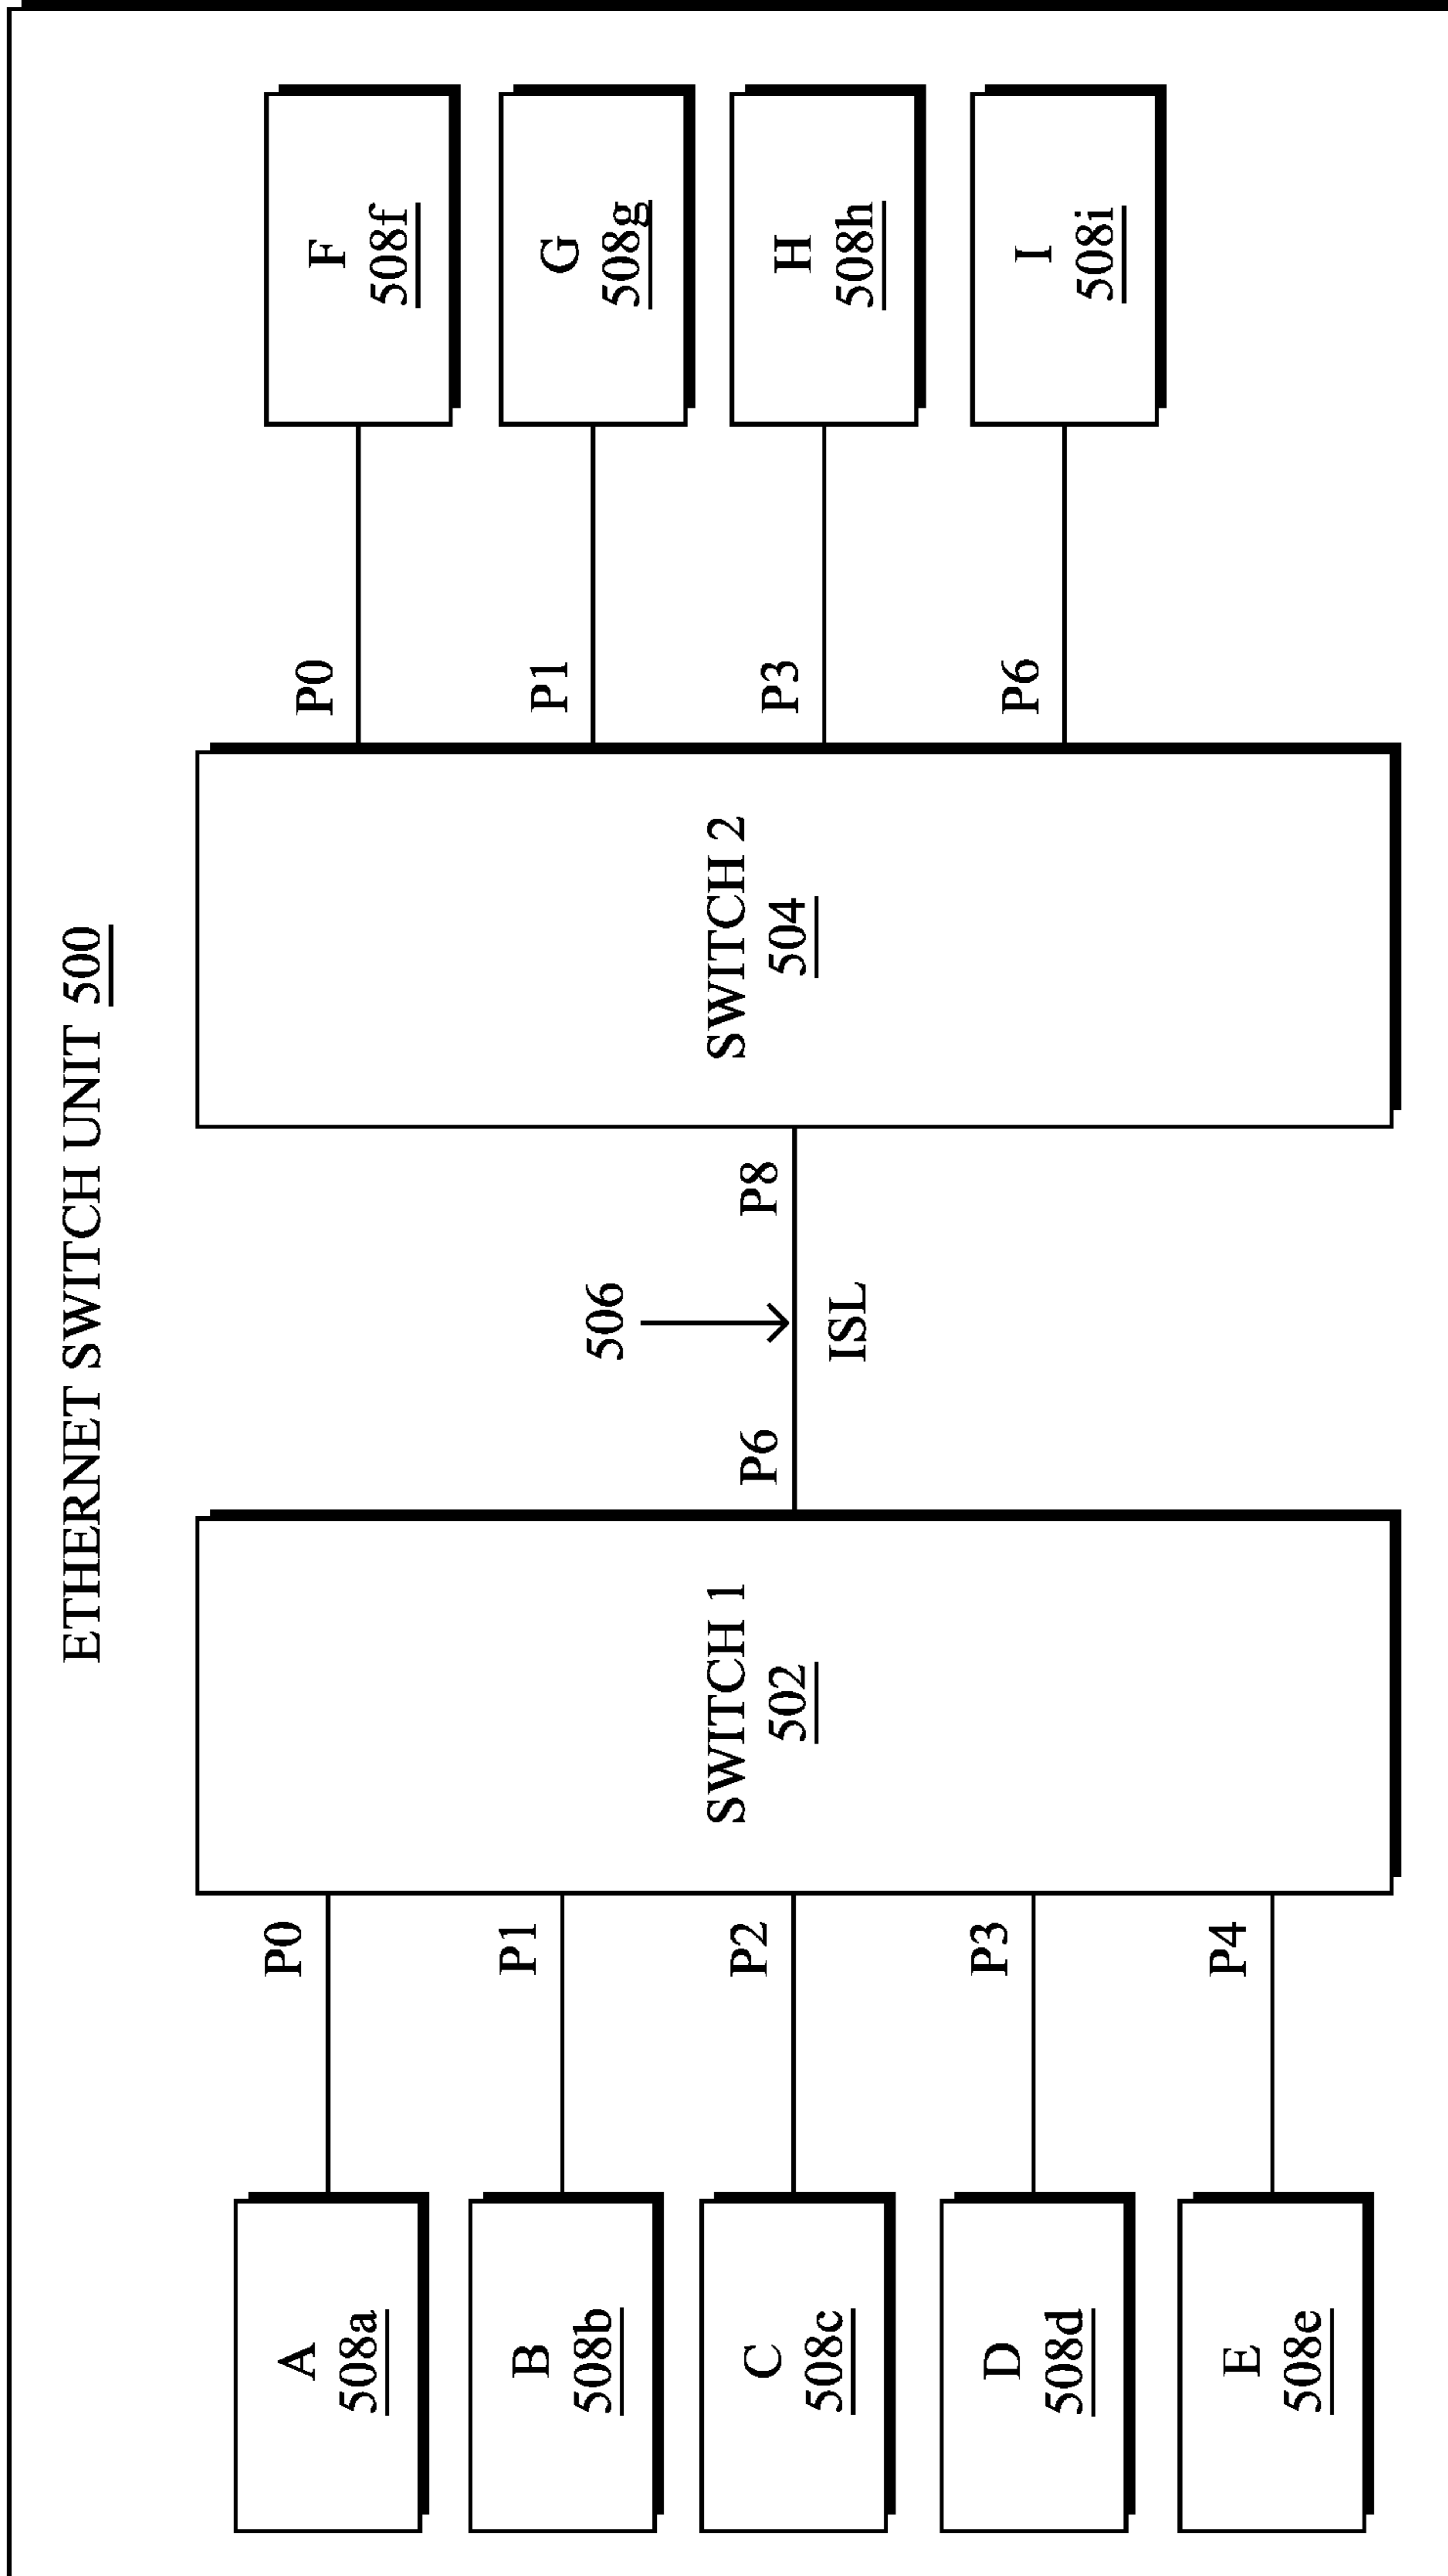 ETHERNET SWITCH UNIT 500
A
508a
B
508b
C
508c
D
508d
E
508e
P0
P1
P2
P3
P4
SWITCH 1
502
P6
506
ISL
P8
SWITCH 2
504
P0
P1
P3
P6
F
508f
G
508g
H
508h
I
508i